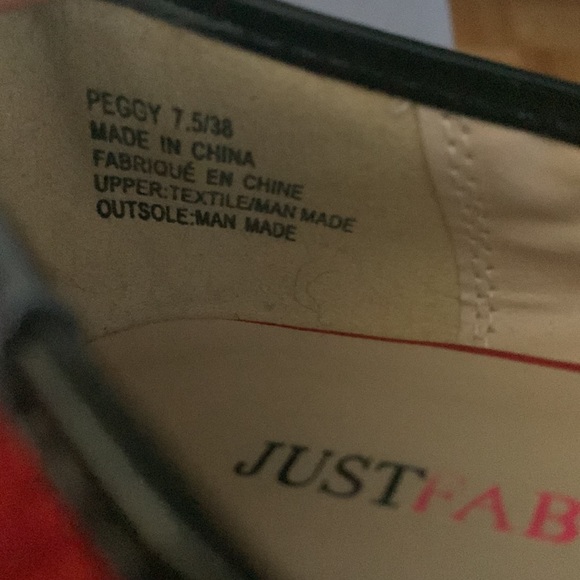 PEGGY 7.5/38
MADE IN CHINA
FABRIQUÉ EN CHINE
UPPER:TEXTILE/MAN MADE
OUTSOLE:MAN MADE
JUSTFAB